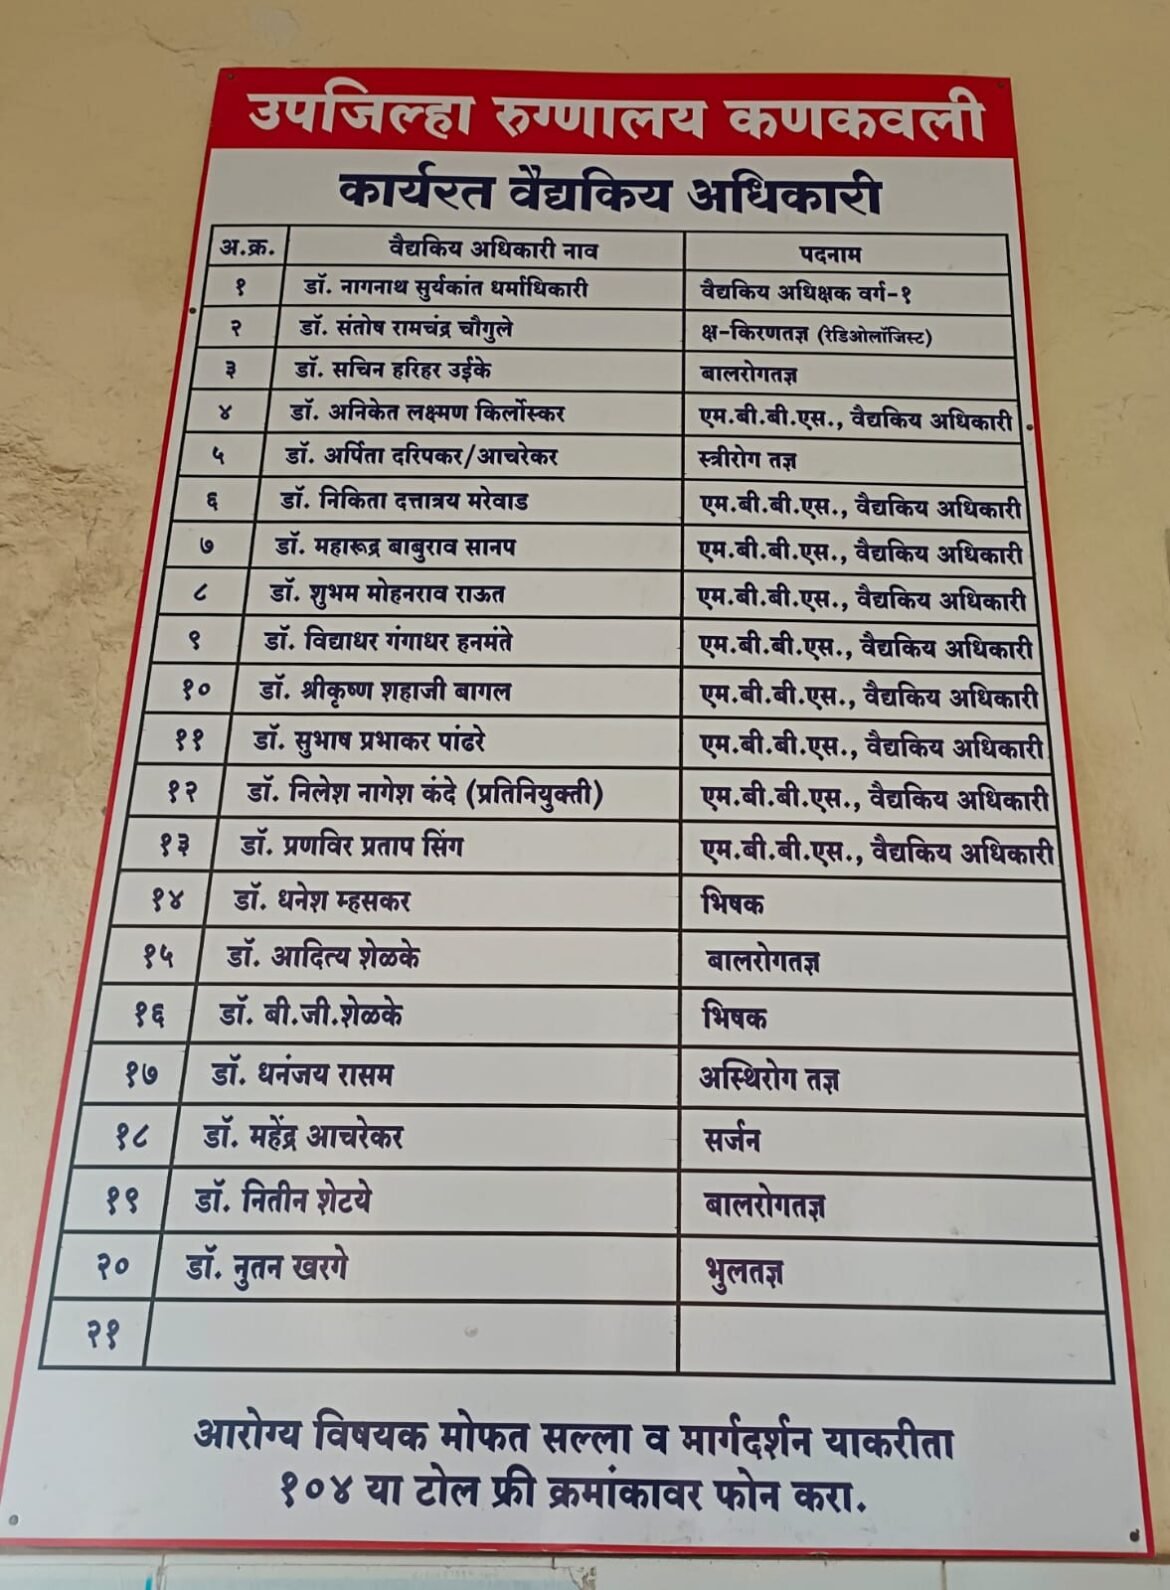 उपजिल्हा रुग्णालय कणकवली
कार्यरत वैद्यकिय अधिकारी
अ.क्र. वैद्यकिय अधिकारी नाव पदनाम
१ डॉ. नागनाथ सुर्यकांत धर्माधिकारी वैद्यकिय अधिक्षक वर्ग-१
२ डॉ. संतोष रामचंद्र चौगुले क्ष-किरणतज्ञ (रेडिओलॉजिस्ट)
३ डॉ. सचिन हरिहर उईके बालरोगतज्ञ
४ डॉ. अनिकेत लक्ष्मण किर्लोस्कर एम.बी.बी.एस., वैद्यकिय अधिकारी
५ डॉ. अर्पिता दरिपकर/आचरेकर स्त्रीरोग तज्ञ
६ डॉ. निकिता दत्तात्रय मरेवाड एम.बी.बी.एस., वैद्यकिय अधिकारी
७ डॉ. महारूद्र बाबुराव सानप एम.बी.बी.एस., वैद्यकिय अधिकारी
८ डॉ. शुभम मोहनराव राऊत एम.बी.बी.एस., वैद्यकिय अधिकारी
९ डॉ. विद्याधर गंगाधर हनमंते एम.बी.बी.एस., वैद्यकिय अधिकारी
१० डॉ. श्रीकृष्ण शहाजी बागल एम.बी.बी.एस., वैद्यकिय अधिकारी
११ डॉ. सुभाष प्रभाकर पांढरे एम.बी.बी.एस., वैद्यकिय अधिकारी
१२ डॉ. निलेश नागेश कंदे (प्रतिनियुक्ती) एम.बी.बी.एस., वैद्यकिय अधिकारी
१३ डॉ. प्रणविर प्रताप सिंग एम.बी.बी.एस., वैद्यकिय अधिकारी
१४ डॉ. धनेश म्हसकर भिषक
१५ डॉ. आदित्य शेळके बालरोगतज्ञ
१६ डॉ. बी.जी.शेळके भिषक
१७ डॉ. धनंजय रासम अस्थिरोग तज्ञ
१८ डॉ. महेंद्र आचरेकर सर्जन
१९ डॉ. नितीन शेटये बालरोगतज्ञ
२० डॉ. नुतन खरगे भुलतज्ञ
२१
आरोग्य विषयक मोफत सल्ला व मार्गदर्शन याकरीता
१०४ या टोल फ्री क्रमांकावर फोन करा.